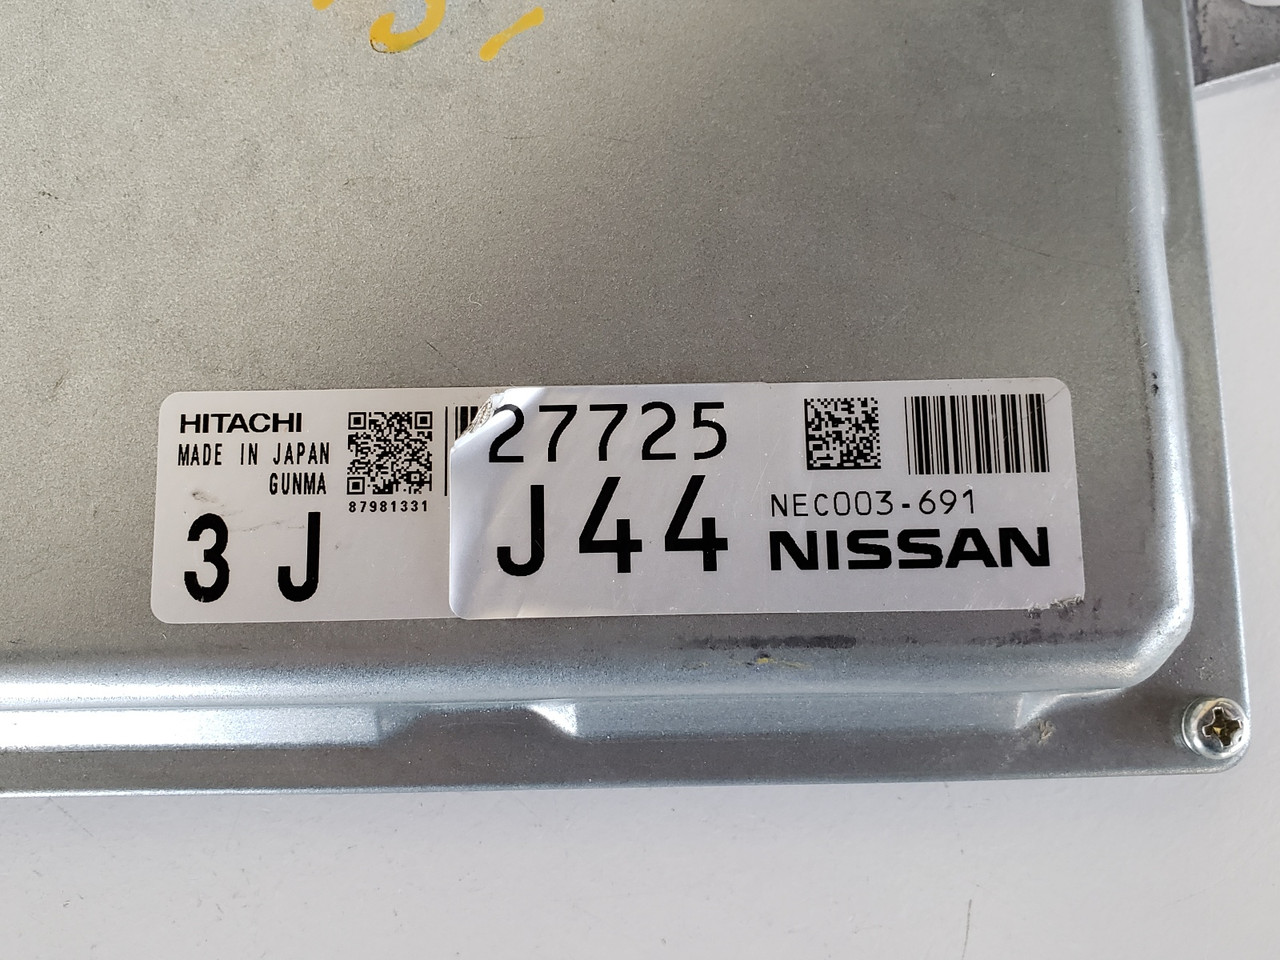 HITACHI
MADE IN JAPAN
GUNMA
87981331
3 J
27725
J44
NEC003-691
NISSAN